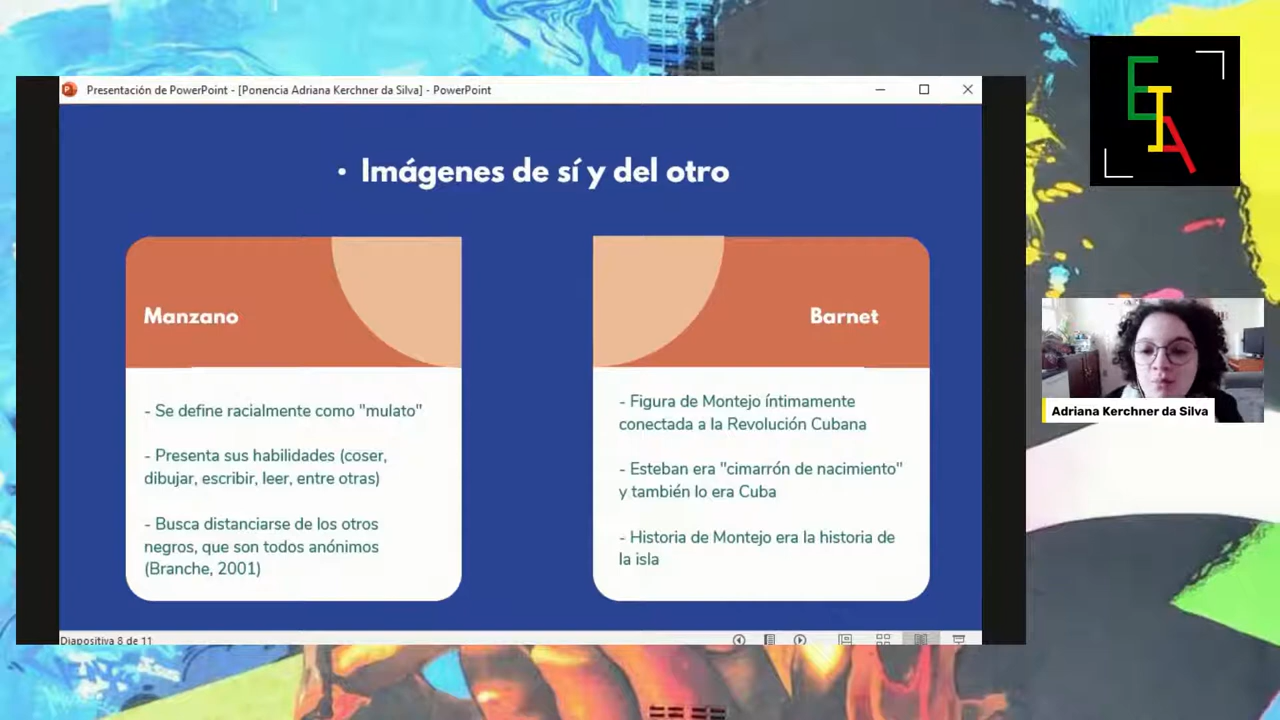 Presentación de PowerPoint - [Ponencia Adriana Kerchner da Silva] - PowerPoint
EIA
• Imágenes de sí y del otro
Manzano
- Se define racialmente como "mulato"
- Presenta sus habilidades (coser,
dibujar, escribir, leer, entre otras)
- Busca distanciarse de los otros
negros, que son todos anónimos
(Branche, 2001)
Barnet
- Figura de Montejo íntimamente
conectada a la Revolución Cubana
- Esteban era "cimarrón de nacimiento"
y también lo era Cuba
- Historia de Montejo era la historia de
la isla
Adriana Kerchner da Silva
Diapositiva 8 de 11